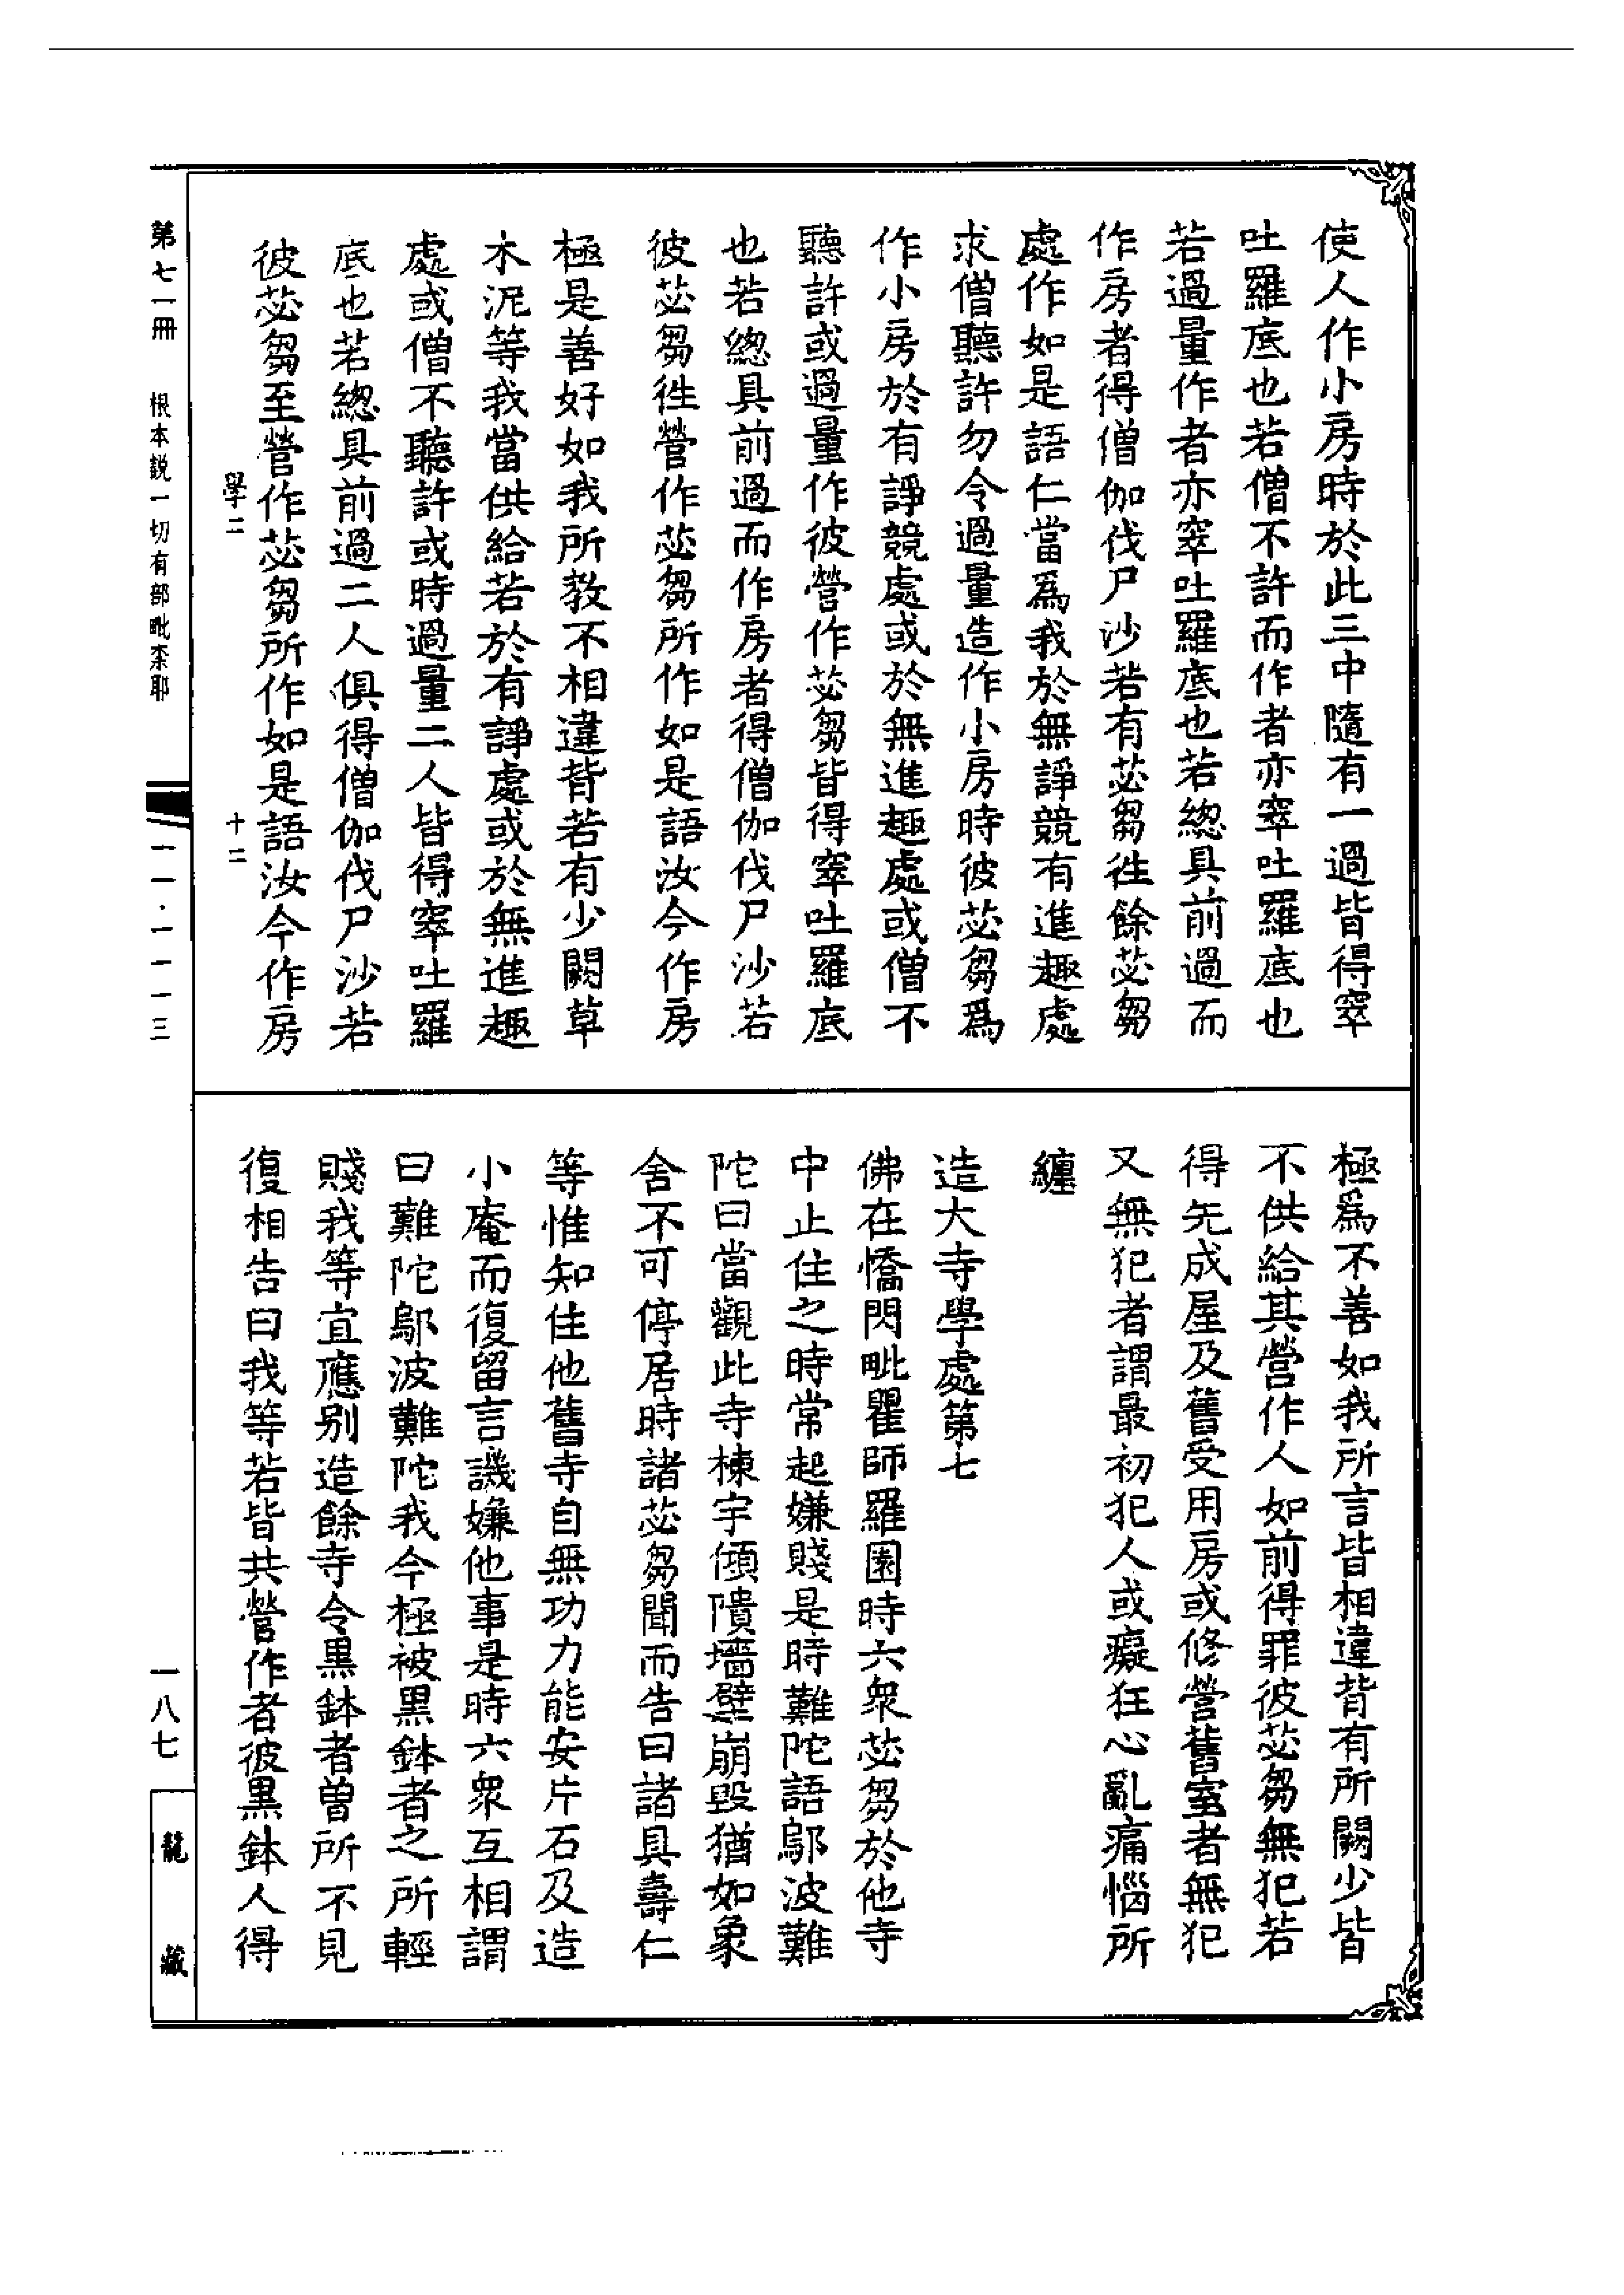 使人作小房時於此三中隨有一過皆得窣
吐羅底也若僧不許而作者亦窣吐羅底也
若過量作者亦窣吐羅底也若總具前過而
作房者得僧伽伐尸沙若有苾芻徃餘苾芻
處作如是語仁當爲我於無諍競有進趣處
求僧聽許勿令過量造作小房時彼苾芻爲
作小房於有諍競處或於無進趣處或僧不
聽許或過量作彼營作苾芻皆得窣吐羅底
也若總具前過而作房者得僧伽伐尸沙若
彼苾芻徃營作苾芻所作如是語汝今作房
極是善好如我所教不相違背若有少闕草
木泥等我當供給若於有諍處或於無進趣
處或僧不聽許或時過量二人皆得窣吐羅
底也若總具前過二人俱得僧伽伐尸沙若
彼苾芻至營作苾芻所作如是語汝今作房
學二 十二
極爲不善如我所言皆相違背有所闕少皆
不供給其營作人如前得罪彼苾芻無犯若
得先成屋及舊受用房或修營舊室者無犯
又無犯者謂最初犯人或癡狂心亂痛惱所
纏
造大寺學處第七
佛在憍閃毗瞿師羅園時六衆苾芻於他寺
中止住之時常起嫌賤是時難陀語鄔波難
陀曰當觀此寺棟宇傾隤墻壁崩毀猶如象
舍不可停居時諸苾芻聞而告曰諸具壽仁
等惟知住他舊寺自無功力能安片石及造
小庵而復留言譏嫌他事是時六衆互相謂
曰難陀鄔波難陀我今極被黑鉢者之所輕
賤我等宜應别造餘寺令黑鉢者曾所不見
復相告曰我等若皆共營作者彼黑鉢人得
第七一冊 根本説一切有部毗柰耶 一一一·一一一三 一八七 龍藏